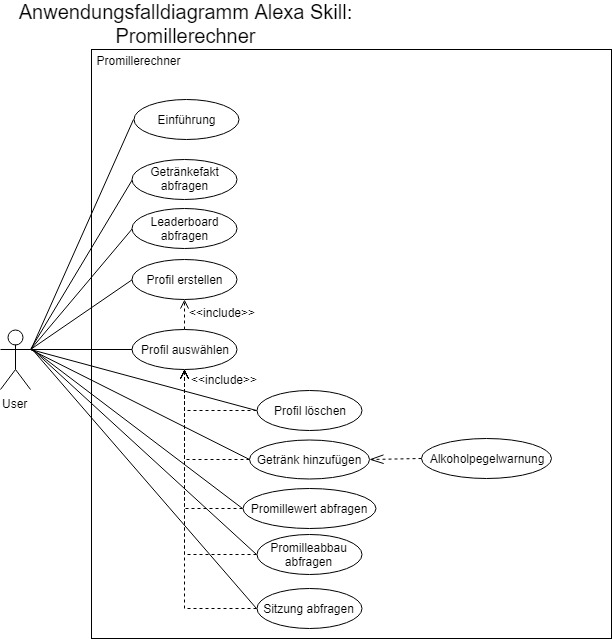 Anwendungsfalldiagramm Alexa Skill:
Promillerechner
Promillerechner
Einführung
Getränkefakt
abfragen
Leaderboard
abfragen
Profil erstellen
<<include>>
Profil auswählen
<<include>>
User
Profil löschen
Getränk hinzufügen
Alkoholpegelwarnung
Promillewert abfragen
Promilleabbau
abfragen
Sitzung abfragen